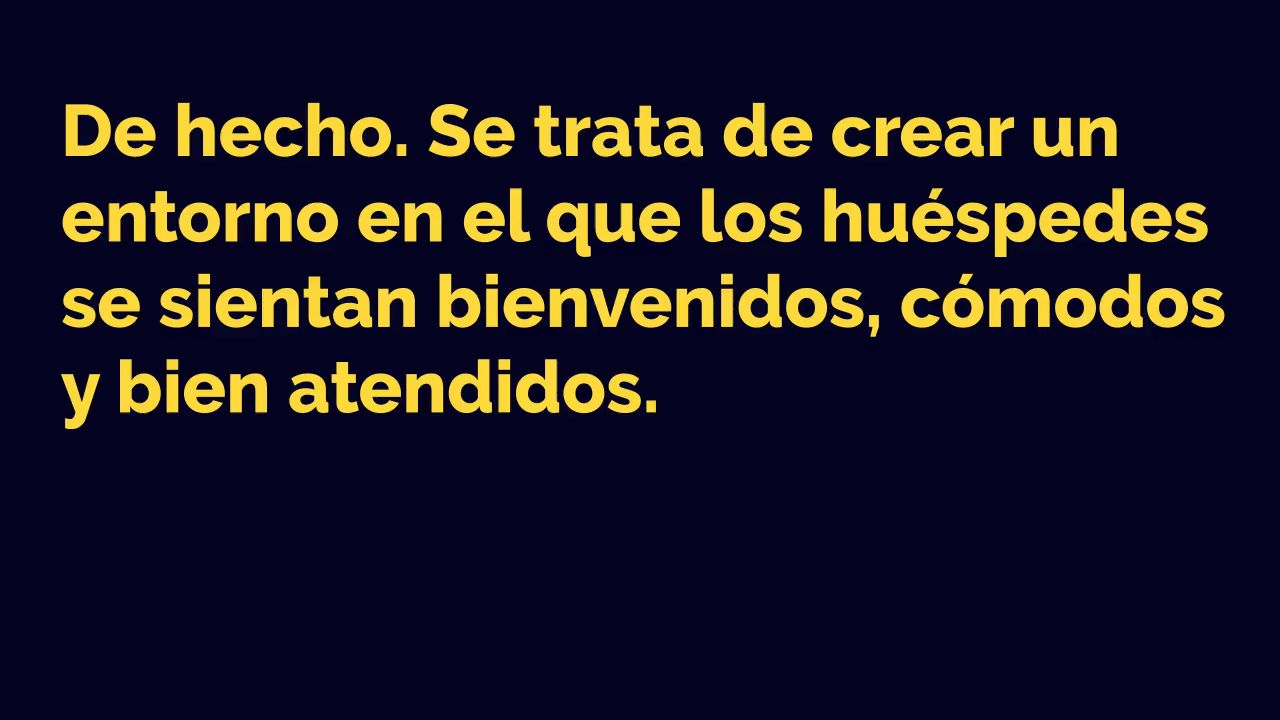 De hecho. Se trata de crear un
entorno en el que los huéspedes
se sientan bienvenidos, cómodos
y bien atendidos.